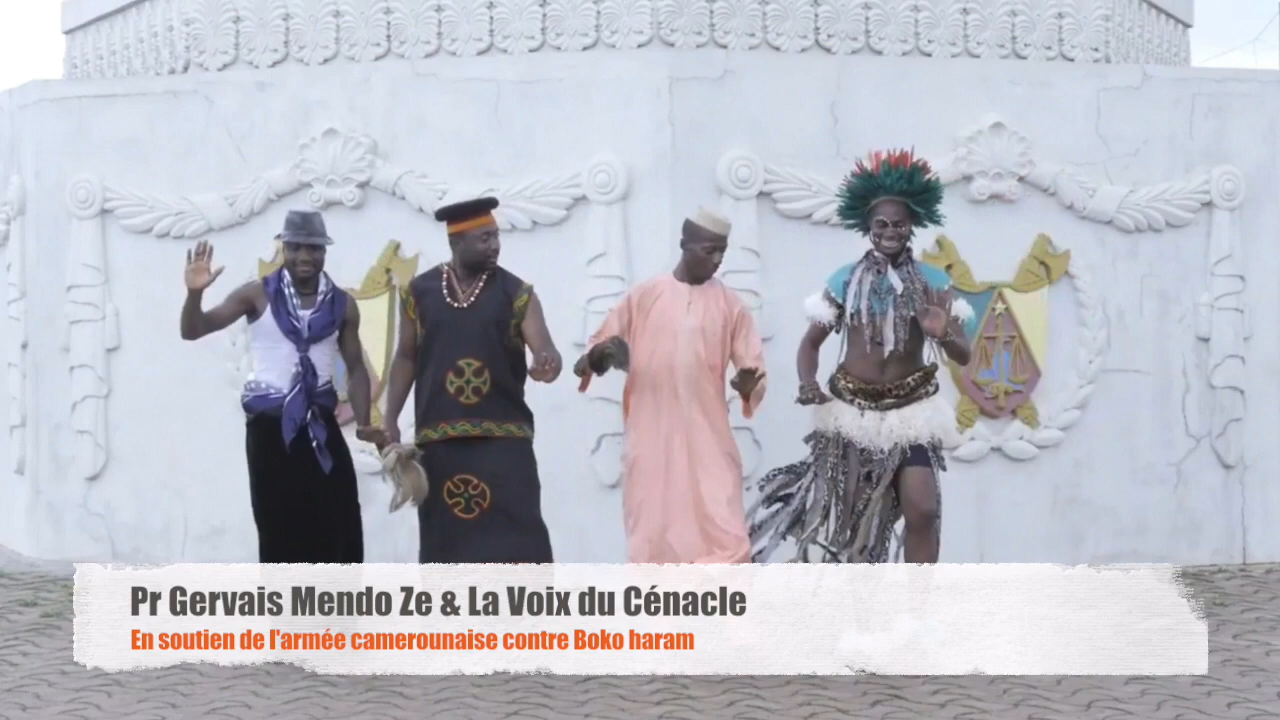 Pr Gervais Mendo Ze & La Voix du Cénacle
En soutien de l'armée camerounaise contre Boko haram